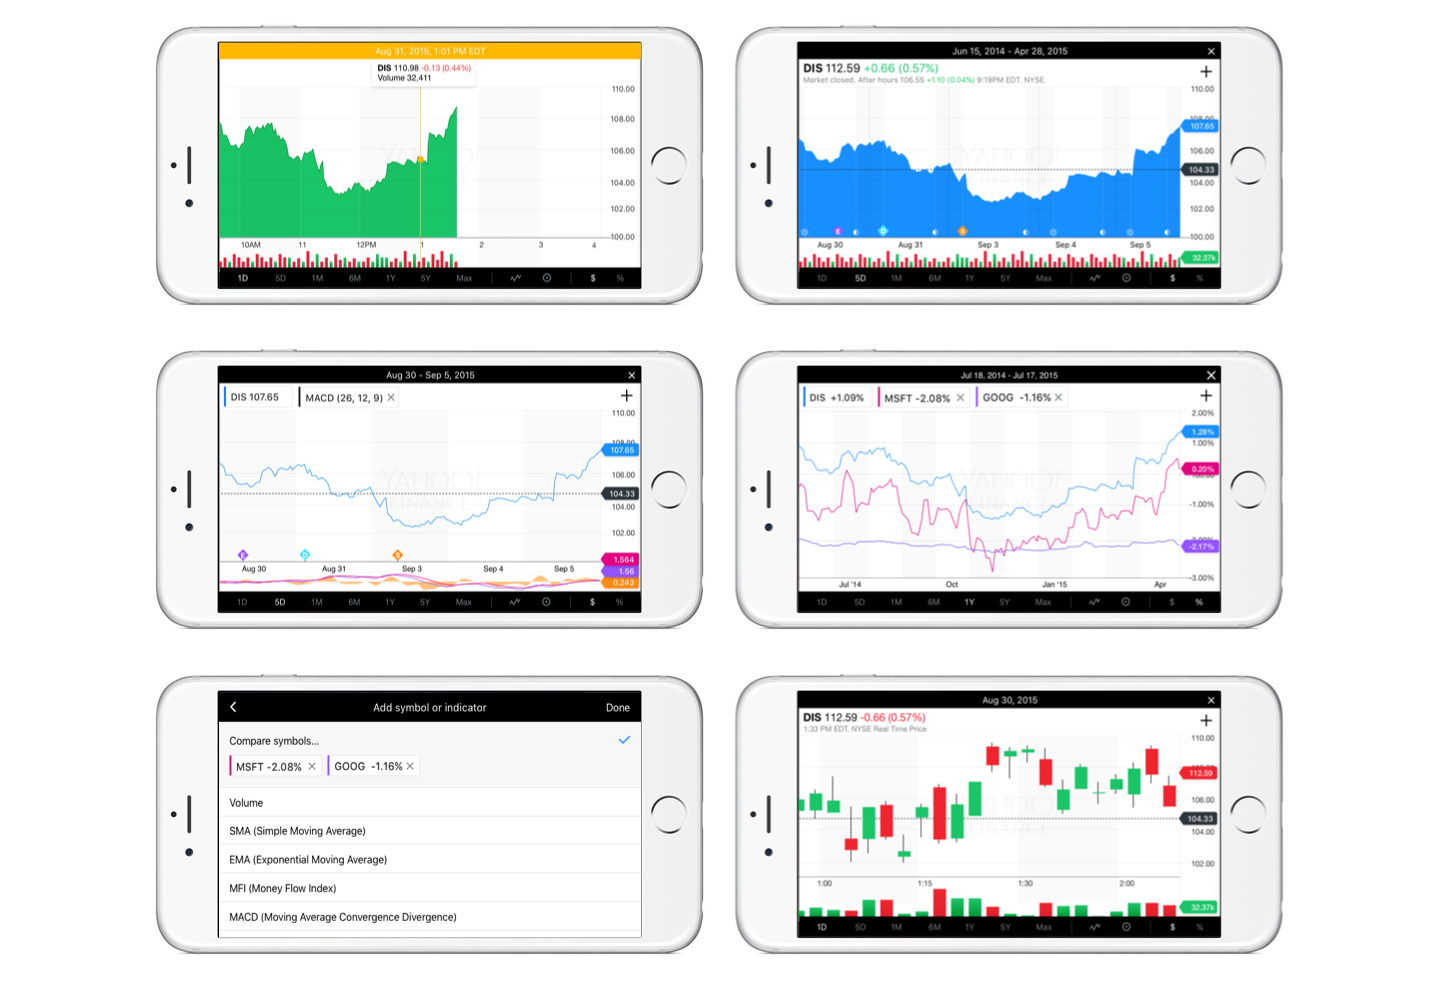 Aug 31, 2015, 1:01 PM EDT
DIS 110.98 -0.13 (0.44%)
Volume 32,411
110.00
108.00
106.00
104.00
102.00
100.00
YAHOO!
10AM 11 12PM 1 2 3 4
1D 5D 1M 6M 1Y 5Y Max $ %
Jun 15, 2014 - Apr 28, 2015 ×
DIS 112.59 +0.66 (0.57%) +
Market closed. After hours 106.55 +1.10 (0.04%) 9:19PM EDT. NYSE.
110.00
108.00
107.65
106.00
104.33
104.00
102.00
100.00
YAHOO!
FINANCE
E D S
Aug 30 Aug 31 Sep 3 Sep 4 Sep 5
32.37k
1D 5D 1M 6M 1Y 5Y Max $ %
Aug 30 - Sep 5, 2015 ×
DIS 107.65 MACD (26, 12, 9) × +
110.00
108.00
107.65
106.00
104.33
104.00
102.00
YAHOO!
FINANCE
E D S
1.564
1.56
0.243
Aug 30 Aug 31 Sep 3 Sep 4 Sep 5
1D 5D 1M 6M 1Y 5Y Max $ %
Jul 18, 2014 - Jul 17, 2015 ×
DIS +1.09% MSFT -2.08% × GOOG -1.16% × +
2.00%
1.28%
1.00%
0.20%
-1.00%
-2.17%
-3.00%
YAHOO!
FINANCE
Jul '14 Oct Jan '15 Apr
1D 5D 1M 6M 1Y 5Y Max $ %
Add symbol or indicator Done
Compare symbols...
MSFT -2.08% × GOOG -1.16% ×
Volume
SMA (Simple Moving Average)
EMA (Exponential Moving Average)
MFI (Money Flow Index)
MACD (Moving Average Convergence Divergence)
Aug 30, 2015 ×
DIS 112.59 -0.66 (0.57%) +
1:33 PM EDT. NYSE Real Time Price
110.00
112.59
106.00
104.33
104.00
102.00
1:00 1:15 1:30 2:00
32.37k
1D 5D 1M 6M 1Y 5Y Max $ %